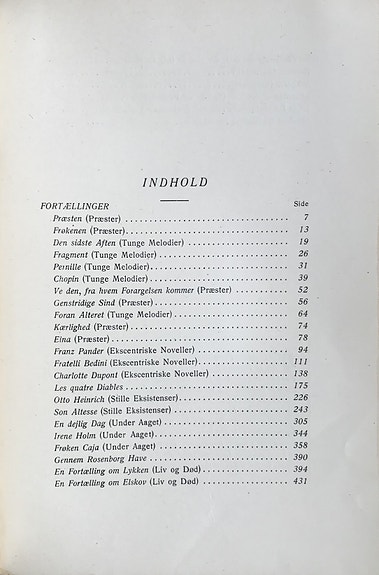 INDHOLD
FORTÆLLINGER Side
Præsten (Præster) 7
Frøkenen (Præster) 13
Den sidste Aften (Tunge Melodier) 19
Fragment (Tunge Melodier) 26
Pernille (Tunge Melodier) 31
Chopin (Tunge Melodier) 39
Ve den, fra hvem Forargelsen kommer (Præster) 52
Genstridige Sind (Præster) 56
Foran Alteret (Tunge Melodier) 64
Kærlighed (Præster) 74
Eina (Præster) 78
Franz Pander (Ekscentriske Noveller) 94
Fratelli Bedini (Ekscentriske Noveller) 111
Charlotte Dupont (Ekscentriske Noveller) 138
Les quatre Diables 175
Otto Heinrich (Stille Eksistenser) 226
Son Altesse (Stille Eksistenser) 243
En dejlig Dag (Under Aaget) 305
Irene Holm (Under Aaget) 344
Frøken Caja (Under Aaget) 358
Gennem Rosenborg Have 390
En Fortælling om Lykken (Liv og Død) 394
En Fortælling om Elskov (Liv og Død) 431